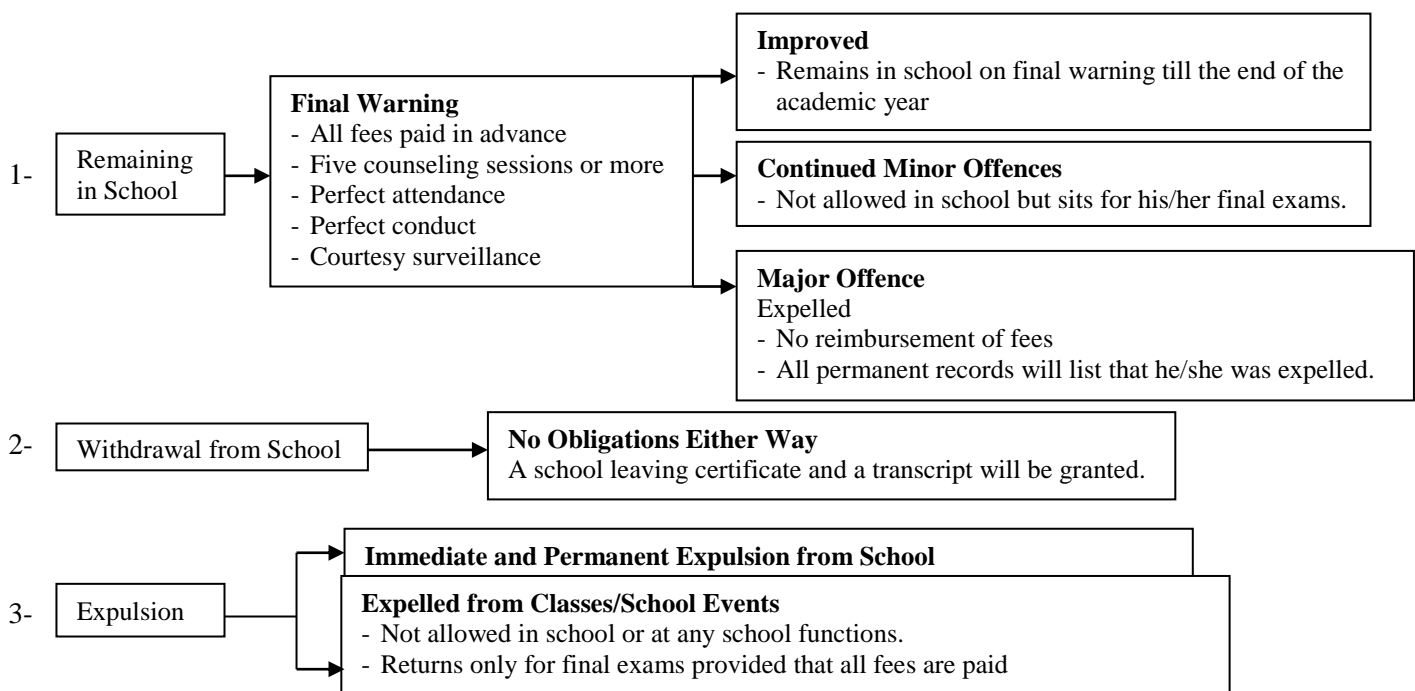 1-
Remaining
in School
Final Warning
- All fees paid in advance
- Five counseling sessions or more
- Perfect attendance
- Perfect conduct
- Courtesy surveillance
Improved
- Remains in school on final warning till the end of the
academic year
Continued Minor Offences
- Not allowed in school but sits for his/her final exams.
Major Offence
Expelled
- No reimbursement of fees
- All permanent records will list that he/she was expelled.
2-
Withdrawal from School
No Obligations Either Way
A school leaving certificate and a transcript will be granted.
3-
Expulsion
Immediate and Permanent Expulsion from School
Expelled from Classes/School Events
- Not allowed in school or at any school functions.
- Returns only for final exams provided that all fees are paid